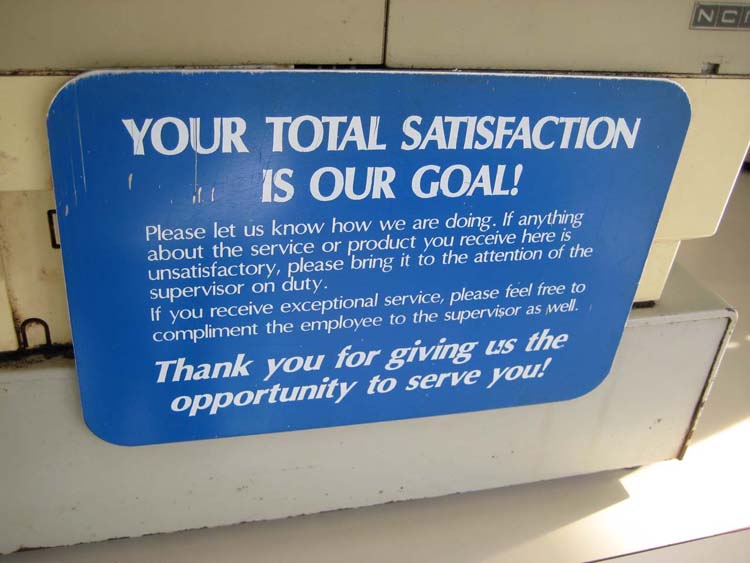 NCR
YOUR TOTAL SATISFACTION
IS OUR GOAL!
Please let us know how we are doing. If anything
about the service or product you receive here is
unsatisfactory, please bring it to the attention of the
supervisor on duty.
If you receive exceptional service, please feel free to
compliment the employee to the supervisor as well.
Thank you for giving us the
opportunity to serve you!